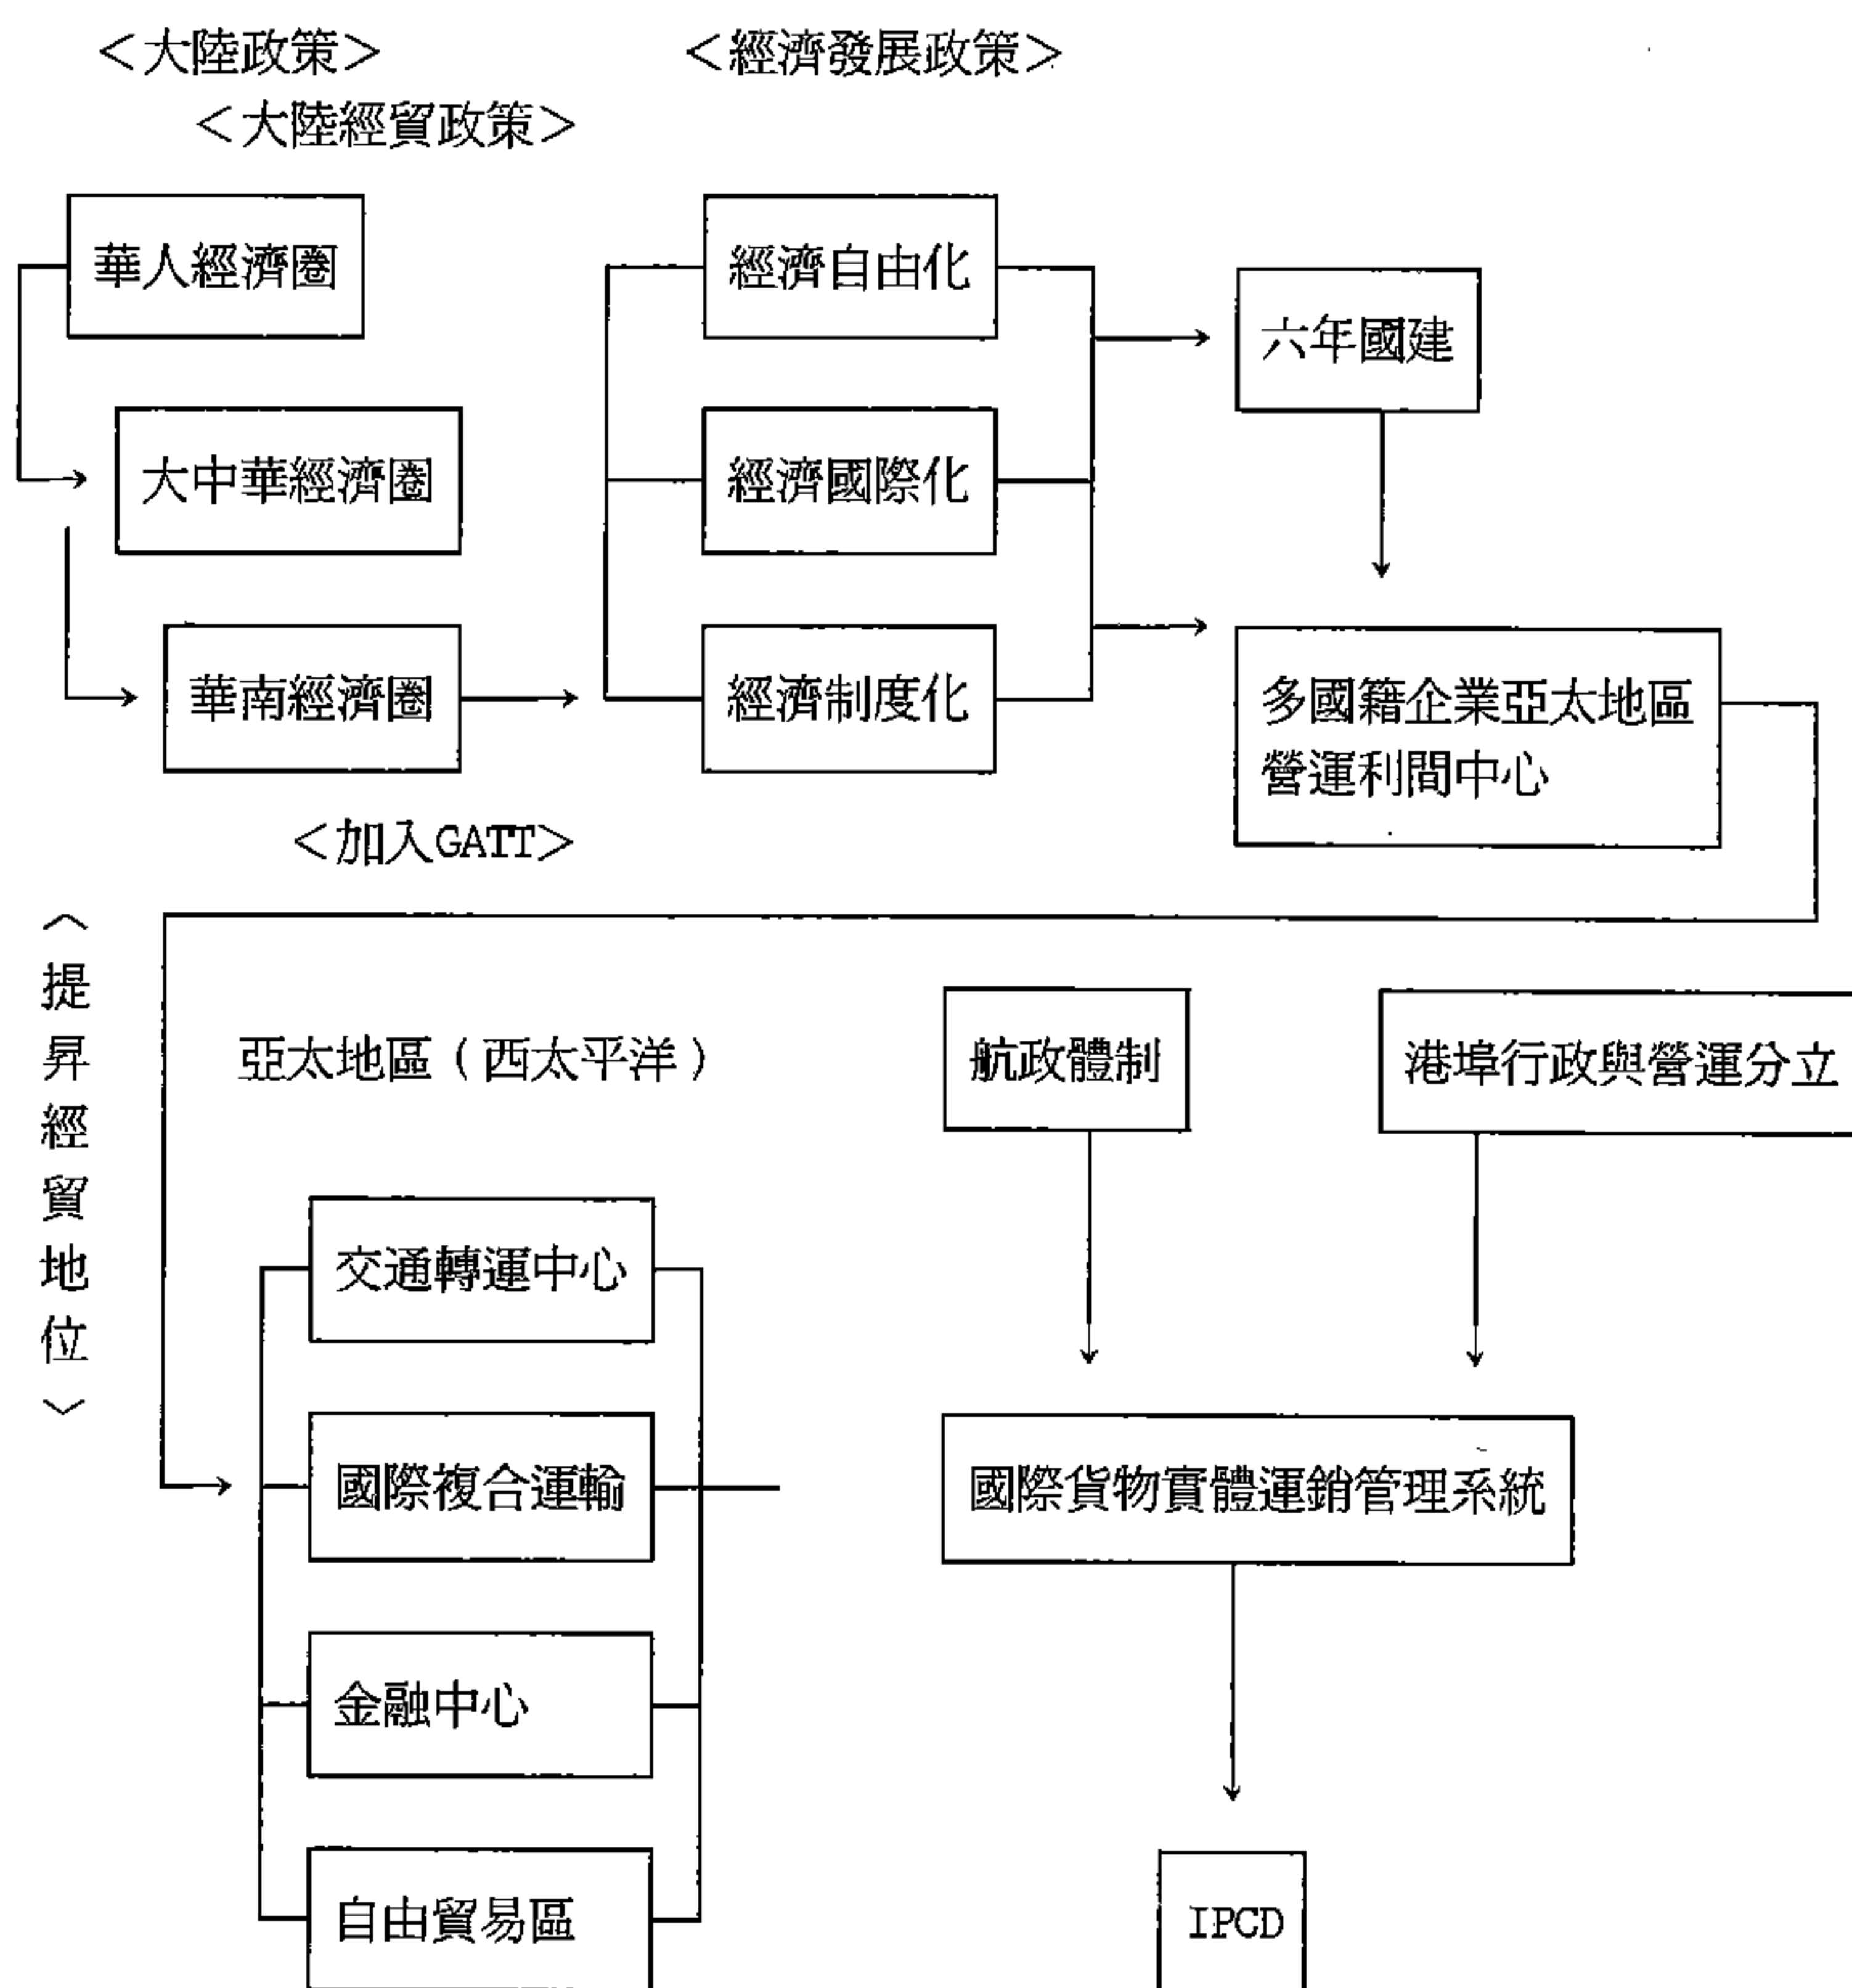 ＜大陸政策＞
＜經濟發展政策＞
＜大陸經貿政策＞
華人經濟圈
大中華經濟圈
華南經濟圈
經濟自由化
經濟國際化
經濟制度化
六年國建
多國籍企業亞太地區
營運利間中心
＜加入GATT＞
＜提昇經貿地位＞
亞太地區（西太平洋）
航政體制
港埠行政與營運分立
交通轉運中心
國際複合運輸
金融中心
自由貿易區
國際貨物實體運銷管理系統
IPCD